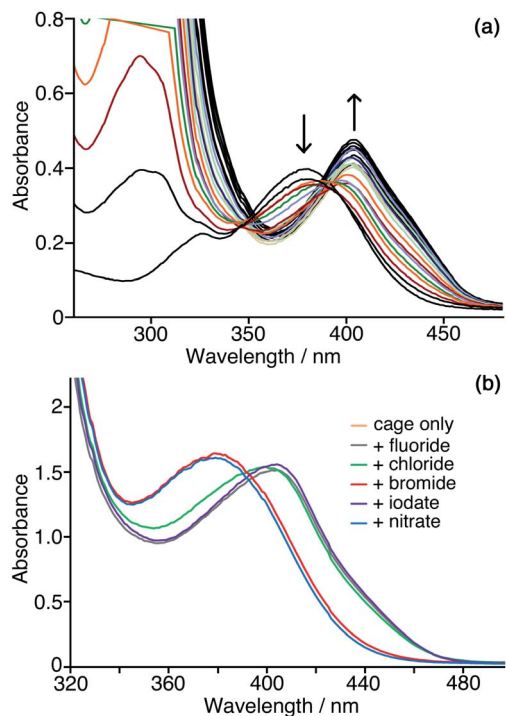 (a)
0.8
0.6
0.4
0.2
0
Absorbance
300
350
400
450
Wavelength / nm
(b)
2
1.5
1.0
0.5
0
Absorbance
cage only
+ fluoride
+ chloride
+ bromide
+ iodate
+ nitrate
320
360
400
440
480
Wavelength / nm